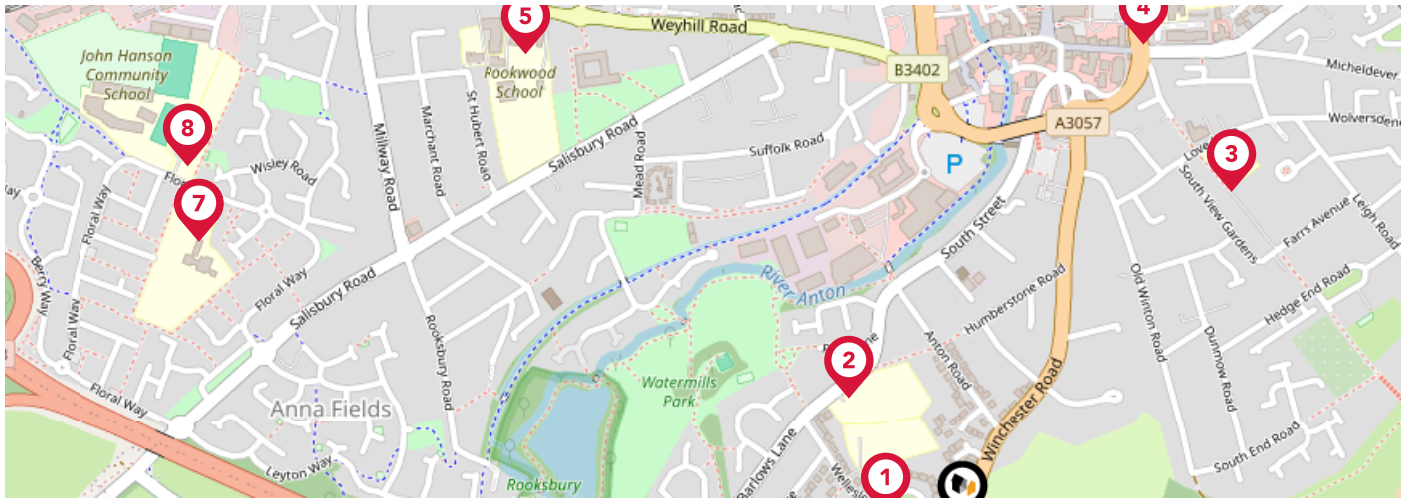 5
4
Weyhill Road
John Hanson
Community
School
B3402
Micheldever
Rookwood
School
St Hubert Road
Marchant Road
Millway Road
8
A3057
Wolversdene
Salisbury Road
Suffolk Road
Mead Road
P
3
Wisley Road
7
Floral Way
South View Gardens
Leigh Road
Farrs Avenue
South Street
Berry Way
Floral Way
Salisbury Road
River Anton
Humberstone Road
Old Winton Road
Hedge End Road
Floral Way
Rooksbury Road
Anton Road
Dunmow Road
2
Watermills
Park
Floral Way
Anna Fields
Winchester Road
Barlows Lane
South End Road
Leyton Way
1
Rooksbury